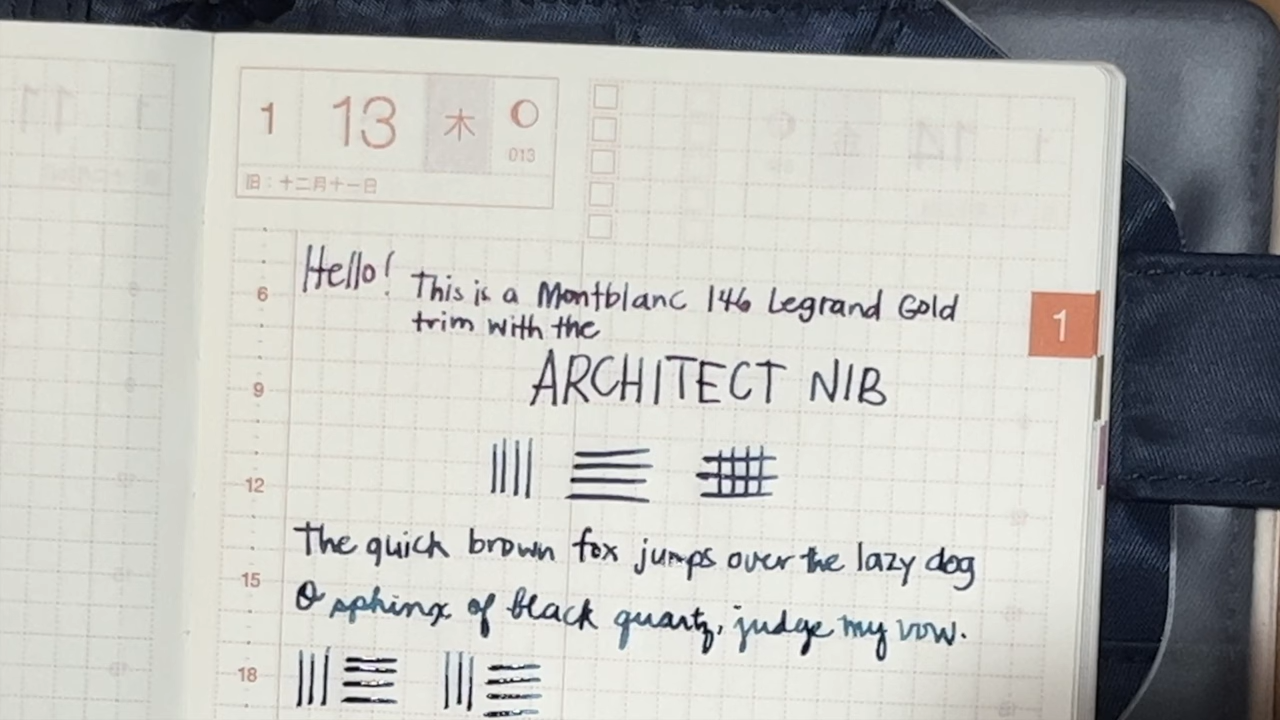 1 13 木
013
旧：十二月十一日
Hello! This is a Montblanc 146 Legrand Gold
trim with the
ARCHITECT NIB
6
1
9
12
The quick brown fox jumps over the lazy dog
15
O sphinx of black quartz, judge my vow.
18